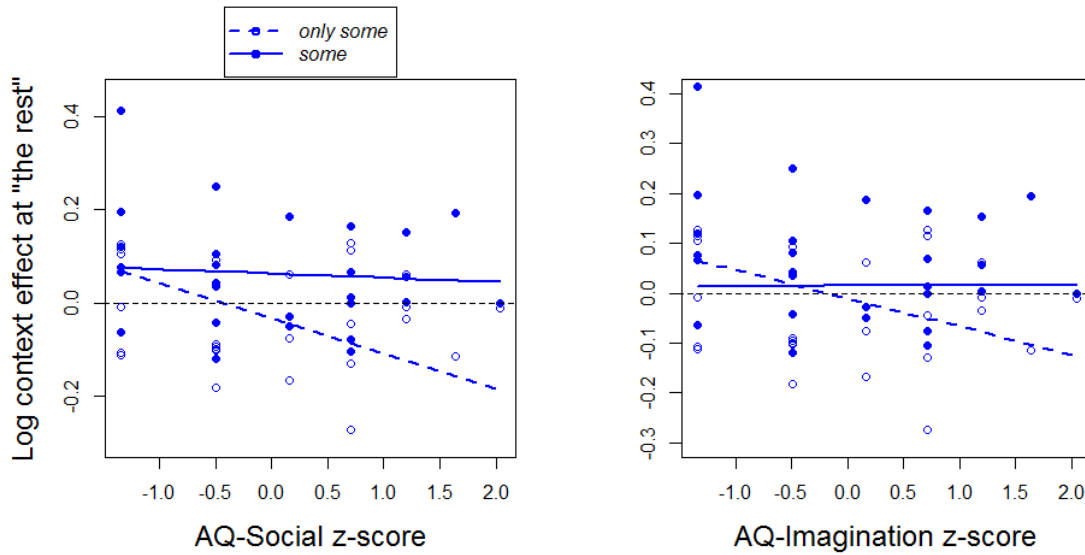 only some
some
Log context effect at "the rest"
0.4
0.2
0.0
-0.2
-1.0 -0.5 0.0 0.5 1.0 1.5 2.0
AQ-Social z-score
0.4
0.3
0.2
0.1
0.0
-0.1
-0.2
-0.3
-1.0 -0.5 0.0 0.5 1.0 1.5 2.0
AQ-Imagination z-score